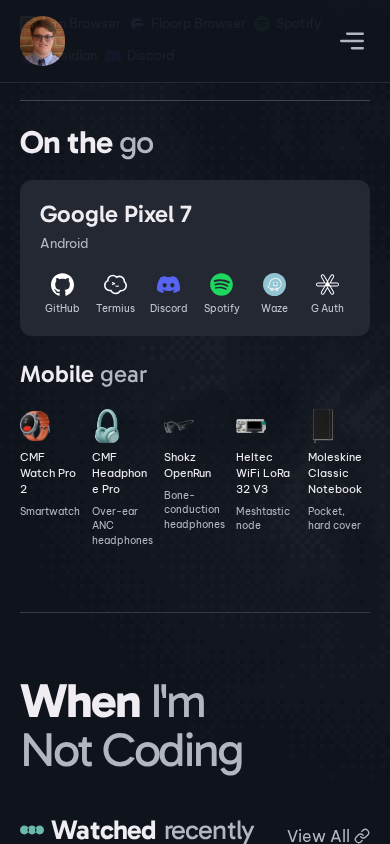 Browser Floorp Browser Spotify
sidian Discord
On the go
Google Pixel 7
Android
GitHub Termius Discord Spotify Waze G Auth
Mobile gear
CMF
Watch Pro
2
Smartwatch
CMF
Headphon
e Pro
Over-ear
ANC
headphones
Shokz
OpenRun
Bone-
conduction
headphones
Heltec
WiFi LoRa
32 V3
Meshtastic
node
Moleskine
Classic
Notebook
Pocket,
hard cover
When I'm
Not Coding
Watched recently
View All